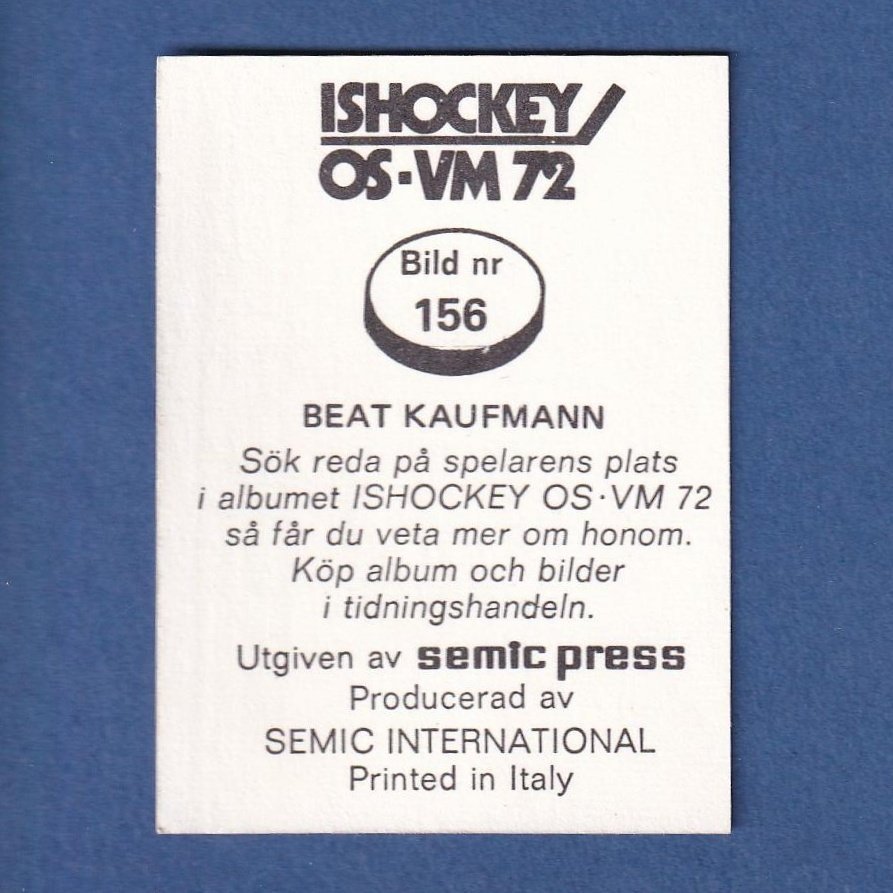 ISHOCKEY
OS·VM 72
Bild nr
156
BEAT KAUFMANN
Sök reda på spelarens plats
i albumet ISHOCKEY OS·VM 72
så får du veta mer om honom.
Köp album och bilder
i tidningshandeln.
Utgiven av semic press
Producerad av
SEMIC INTERNATIONAL
Printed in Italy